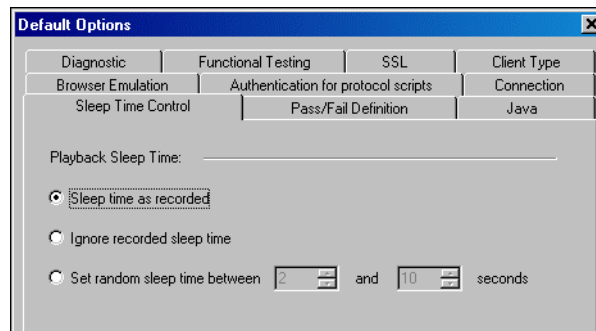 Default Options
Diagnostic Functional Testing SSL Client Type
Browser Emulation Authentication for protocol scripts Connection
Sleep Time Control Pass/Fail Definition Java
Playback Sleep Time:
Sleep time as recorded
Ignore recorded sleep time
Set random sleep time between 2 and 10 seconds